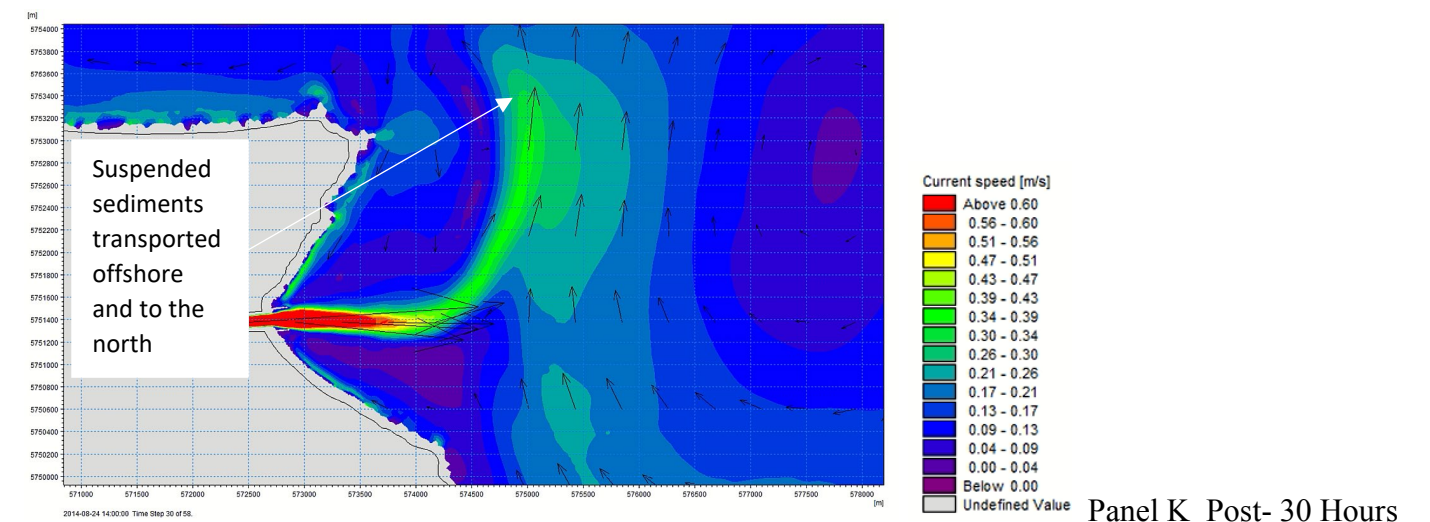 [m]
5754000
5753800
5763600
5753400
5753200
5753000
5752800
5752600
5752400
5752200
5752000
5751800
5751600
5751400
5751200
5751000
5750800
5750600
5750400
5750200
5750000
Suspended
sediments
transported
offshore
and to the
north
571000 571500 572000 572500 573000 573500 574000 574500 575000 575500 576000 576500 577000 577500 578000
[m]
2014-08-24 14:00:00 Time Step 30 of 58.
Current speed [m/s]
Above 0.60
0.56 - 0.60
0.51 - 0.56
0.47 - 0.51
0.43 - 0.47
0.39 - 0.43
0.34 - 0.39
0.30 - 0.34
0.26 - 0.30
0.21 - 0.26
0.17 - 0.21
0.13 - 0.17
0.09 - 0.13
0.04 - 0.09
0.00 - 0.04
Below 0.00
Undefined Value
Panel K Post- 30 Hours